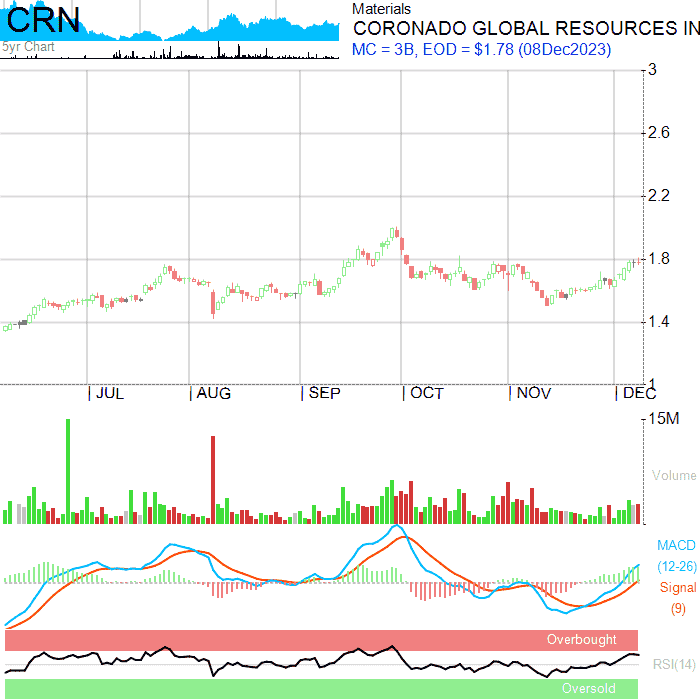 CRN
5yr Chart
Materials
CORONADO GLOBAL RESOURCES IN
MC = 3B, EOD = $1.78 (08Dec2023)
3
2.6
2.2
1.8
1.4
1
JUL
AUG
SEP
OCT
NOV
DEC
15M
Volume
MACD
(12-26)
Signal
(9)
Overbought
RSI(14)
Oversold